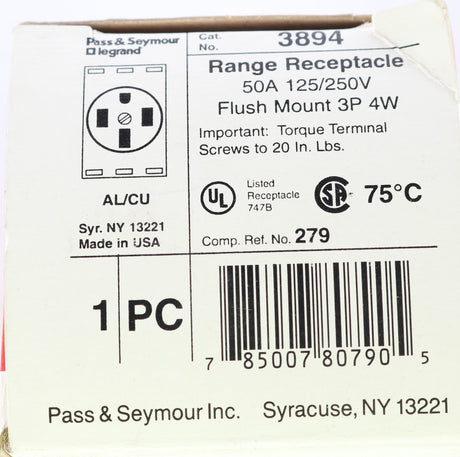 Pass & Seymour
legrand
Cat.
No. 3894
Range Receptacle
50A 125/250V
Flush Mount 3P 4W
Important: Torque Terminal
Screws to 20 In. Lbs.
AL/CU
Syr. NY 13221
Made in USA
UL
Listed
Receptacle
747B
SA
75°C
Comp. Ref. No. 279
1 PC
7 85007 80790 5
Pass & Seymour Inc. Syracuse, NY 13221